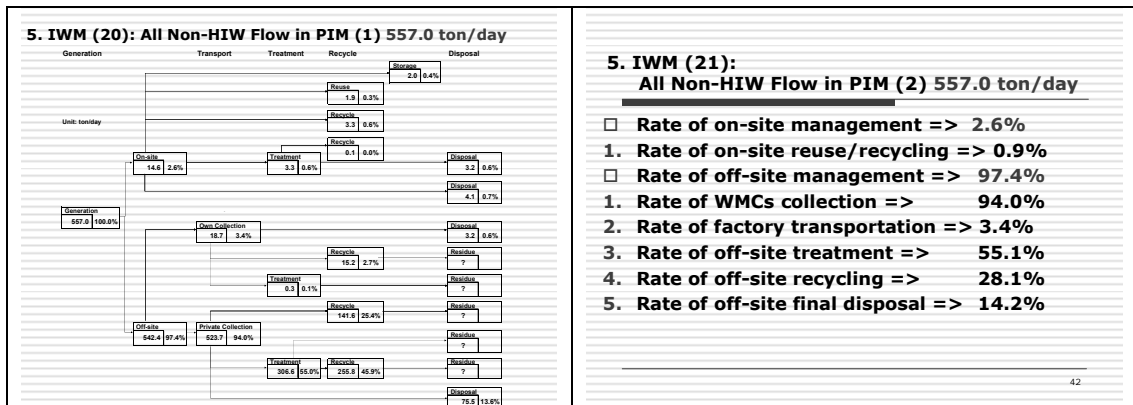 5. IWM (20): All Non-HIW Flow in PIM (1) 557.0 ton/day
Generation Transport Treatment Recycle Disposal
Storage
2.0 0.4%
Reuse
1.9 0.3%
Unit: ton/day
Recycle
3.3 0.6%
Recycle
0.1 0.0%
On-site
14.6 2.6%
Treatment
3.3 0.6%
Disposal
3.2 0.6%
Disposal
4.1 0.7%
Generation
557.0 100.0%
Own Collection
18.7 3.4%
Disposal
3.2 0.6%
Recycle
15.2 2.7%
Residue
?
Treatment
0.3 0.1%
Residue
?
Recycle
141.6 25.4%
Residue
?
Off-site
542.4 97.4%
Private Collection
523.7 94.0%
Residue
?
Treatment
306.6 55.0%
Recycle
255.8 45.9%
Residue
?
Disposal
75.5 13.6%
5. IWM (21):
All Non-HIW Flow in PIM (2) 557.0 ton/day
□ Rate of on-site management => 2.6%
1. Rate of on-site reuse/recycling => 0.9%
□ Rate of off-site management => 97.4%
1. Rate of WMCs collection => 94.0%
2. Rate of factory transportation => 3.4%
3. Rate of off-site treatment => 55.1%
4. Rate of off-site recycling => 28.1%
5. Rate of off-site final disposal => 14.2%
42